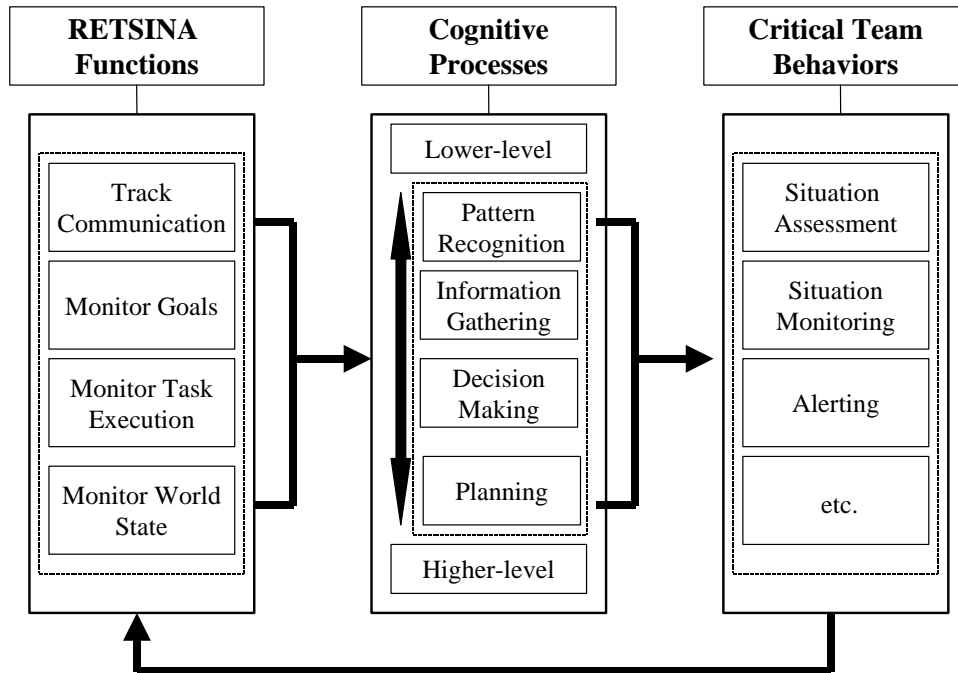 RETSINA
Functions
Cognitive
Processes
Critical Team
Behaviors
Track
Communication
Monitor Goals
Monitor Task
Execution
Monitor World
State
Lower-level
Pattern
Recognition
Information
Gathering
Decision
Making
Planning
Higher-level
Situation
Assessment
Situation
Monitoring
Alerting
etc.